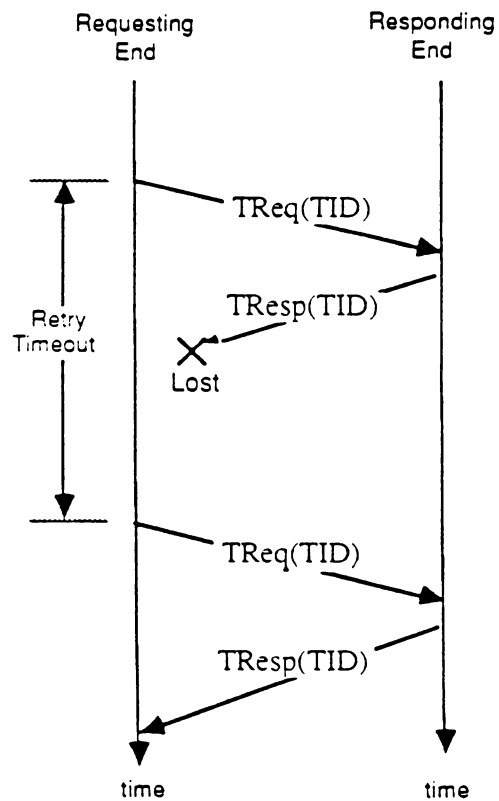 Requesting
End
Responding
End
TReq(TID)
TResp(TID)
Retry
Timeout
Lost
TReq(TID)
TResp(TID)
time
time